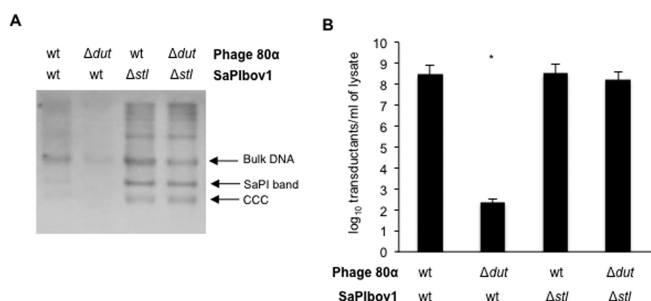 A
wt Δdut wt Δdut Phage 80α
wt wt Δstl Δstl SaPIbov1
Bulk DNA
SaPI band
CCC
B
log10 transductants/ml of lysate
10
9
8
7
6
5
4
3
2
1
0
*
Phage 80α wt Δdut wt Δdut
SaPIbov1 wt wt Δstl Δstl